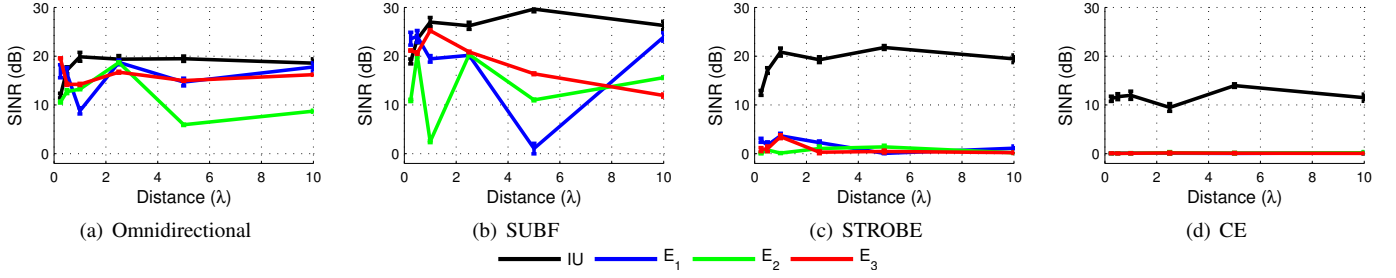 30
20
10
0
SINR (dB)
0 2 4 6 8 10
Distance (λ)
(a) Omnidirectional
30
20
10
0
SINR (dB)
0 2 4 6 8 10
Distance (λ)
(b) SUBF
30
20
10
0
SINR (dB)
0 2 4 6 8 10
Distance (λ)
(c) STROBE
30
20
10
0
SINR (dB)
0 2 4 6 8 10
Distance (λ)
(d) CE
IU E1 E2 E3